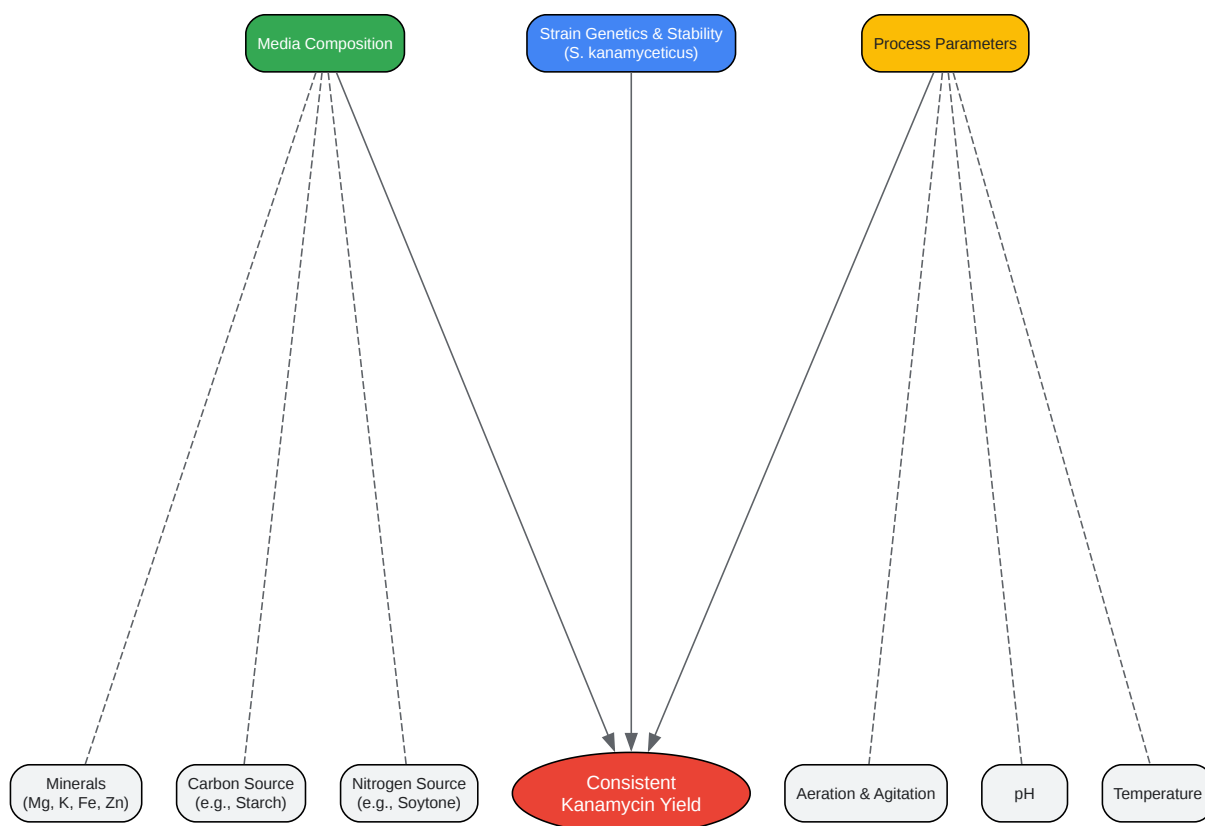 Media Composition
Strain Genetics & Stability
(S. kanamyceticus)
Process Parameters
Minerals
(Mg, K, Fe, Zn)
Carbon Source
(e.g., Starch)
Nitrogen Source
(e.g., Soytone)
Consistent
Kanamycin Yield
Aeration & Agitation
pH
Temperature